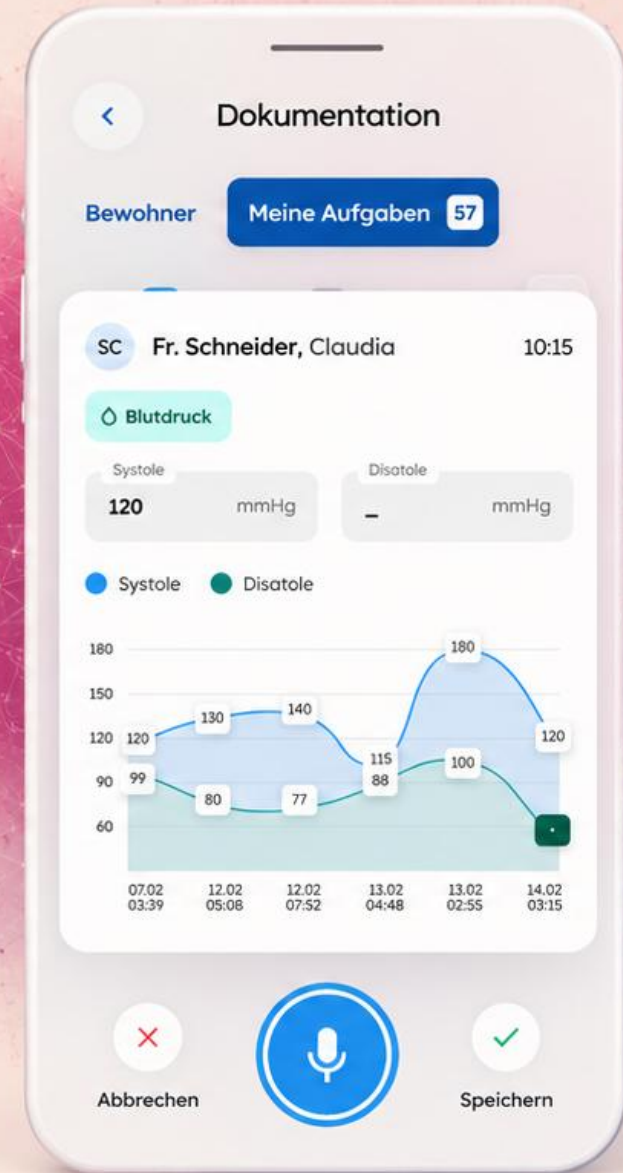 Dokumentation
Bewohner Meine Aufgaben 57
SC Fr. Schneider, Claudia 10:15
Blutdruck
Systole Disatole
120 mmHg _ mmHg
Systole Disatole
180 180
150
140
130
120 120 120
115
100
99
90 88
80 77
60
07.02 12.02 12.02 13.02 13.02 14.02
03:39 05:08 07:52 04:48 02:55 03:15
Abbrechen Speichern